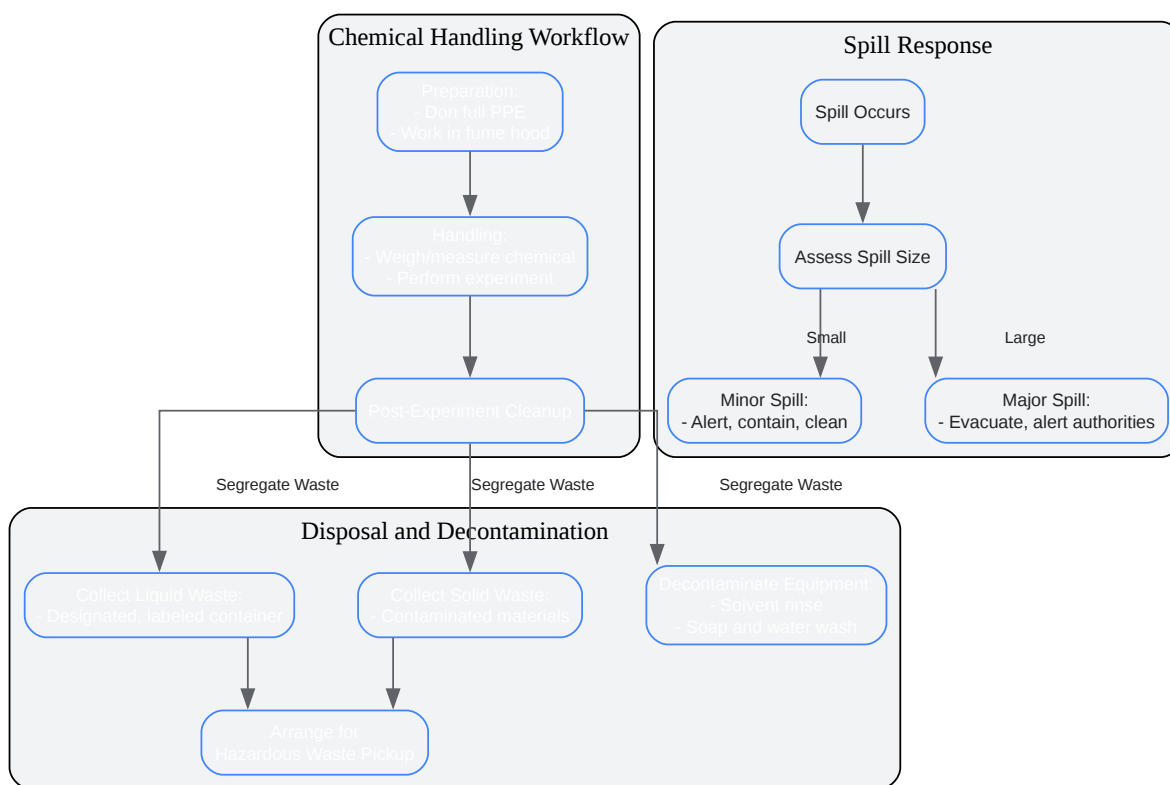 Chemical Handling Workflow
Preparation:
- Don full PPE
- Work in fume hood
Handling:
- Weigh/measure chemical
- Perform experiment
Post-Experiment Cleanup
Spill Response
Spill Occurs
Assess Spill Size
Small
Large
Minor Spill:
- Alert, contain, clean
Major Spill:
- Evacuate, alert authorities
Segregate Waste
Segregate Waste
Segregate Waste
Disposal and Decontamination
Collect Liquid Waste:
- Designated, labeled container
Collect Solid Waste:
- Contaminated materials
Decontaminate Equipment:
- Solvent rinse
- Soap and water wash
Arrange for
Hazardous Waste Pickup